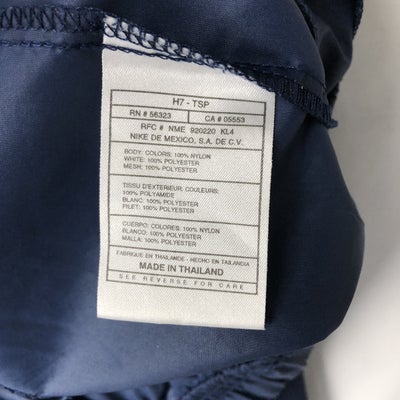 H7 - TSP
RN # 56323 CA # 05553
RFC # NME 920220 KL4
NIKE DE MEXICO, S.A. DE C.V.
BODY: COLORS: 100% NYLON
WHITE: 100% POLYESTER
MESH: 100% POLYESTER
TISSU D'EXTERIEUR: COULEURS:
100% POLYAMIDE
BLANC: 100% POLYESTER
FILET: 100% POLYESTER
CUERPO: COLORES: 100% NYLON
BLANCO: 100% POLYESTER
MALLA: 100% POLYESTER
FABRIQUE EN THAILANDE - HECHO EN TAILANDIA
MADE IN THAILAND
SEE REVERSE FOR CARE